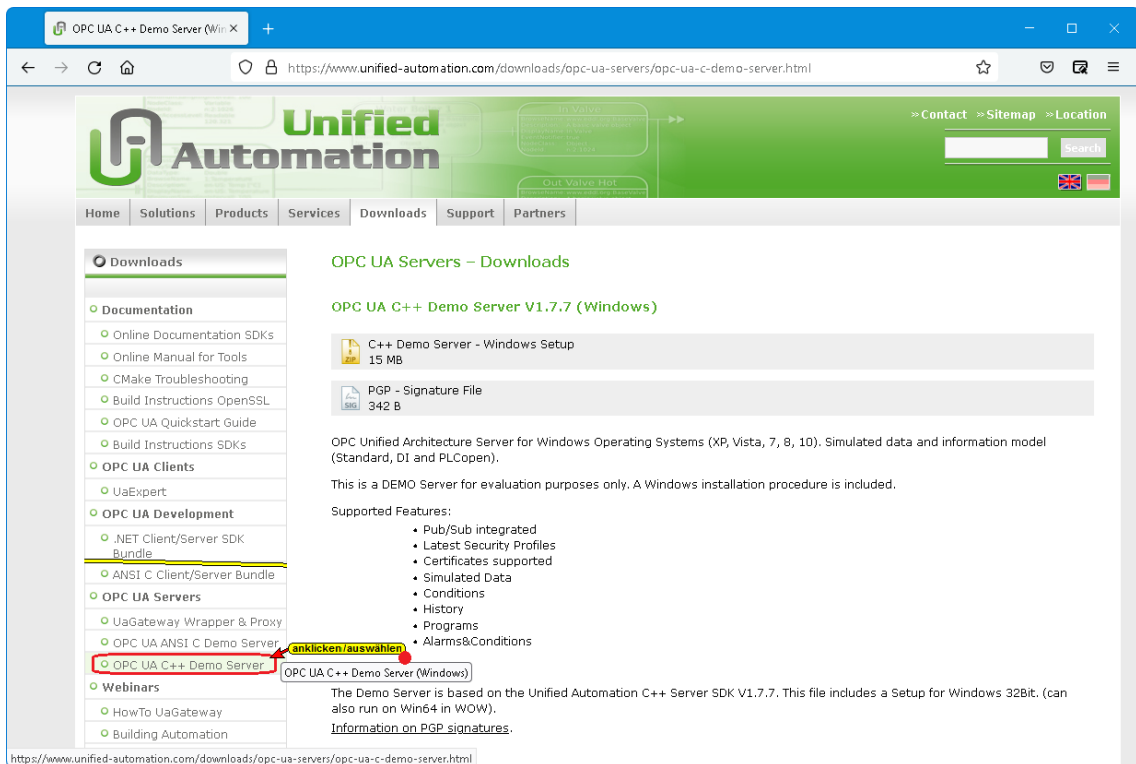 OPC UA C++ Demo Server (Win
https://www.unified-automation.com/downloads/opc-ua-servers/opc-ua-c-demo-server.html
Unified
Automation
In Valve
Out Valve Hot
»Contact »Sitemap »Location
Search
Home Solutions Products Services Downloads Support Partners
Downloads
Documentation
Online Documentation SDKs
Online Manual for Tools
CMake Troubleshooting
Build Instructions OpenSSL
OPC UA Quickstart Guide
Build Instructions SDKs
OPC UA Clients
UaExpert
OPC UA Development
.NET Client/Server SDK
Bundle
ANSI C Client/Server Bundle
OPC UA Servers
UaGateway Wrapper & Proxy
OPC UA ANSI C Demo Server
OPC UA C++ Demo Server
Webinars
HowTo UaGateway
Building Automation
anklicken/auswählen
OPC UA C++ Demo Server (Windows)
OPC UA Servers – Downloads
OPC UA C++ Demo Server V1.7.7 (Windows)
ZIP
C++ Demo Server - Windows Setup
15 MB
SIG
PGP - Signature File
342 B
OPC Unified Architecture Server for Windows Operating Systems (XP, Vista, 7, 8, 10). Simulated data and information model
(Standard, DI and PLCopen).
This is a DEMO Server for evaluation purposes only. A Windows installation procedure is included.
Supported Features:
• Pub/Sub integrated
• Latest Security Profiles
• Certificates supported
• Simulated Data
• Conditions
• History
• Programs
• Alarms&Conditions
The Demo Server is based on the Unified Automation C++ Server SDK V1.7.7. This file includes a Setup for Windows 32Bit. (can
also run on Win64 in WOW).
Information on PGP signatures.
https://www.unified-automation.com/downloads/opc-ua-servers/opc-ua-c-demo-server.html